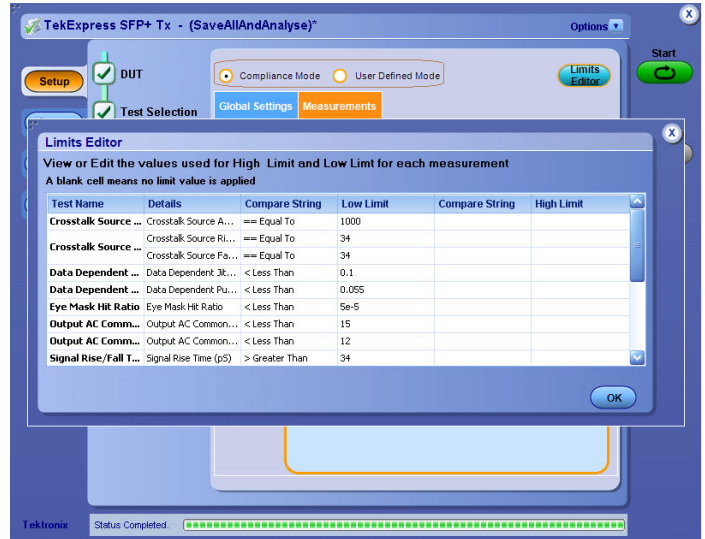 TekExpress SFP+ Tx - (SaveAllAndAnalyse)*
Options
X
Start
Setup
DUT
Test Selection
Compliance Mode
User Defined Mode
Limits
Editor
Global Settings
Measurements
Limits Editor
X
View or Edit the values used for High Limit and Low Limt for each measurement
A blank cell means no limit value is applied
Test Name Details Compare String Low Limit Compare String High Limit
Crosstalk Source ... Crosstalk Source A... == Equal To 1000
Crosstalk Source ... Crosstalk Source Ri... == Equal To 34
Crosstalk Source Fa... == Equal To 34
Data Dependent ... Data Dependent Jit... < Less Than 0.1
Data Dependent ... Data Dependent Pu... < Less Than 0.055
Eye Mask Hit Ratio Eye Mask Hit Ratio < Less Than 5e-5
Output AC Comm... Output AC Common... < Less Than 15
Output AC Comm... Output AC Common... < Less Than 12
Signal Rise/Fall T... Signal Rise Time (pS) > Greater Than 34
OK
Tektronix
Status Completed.